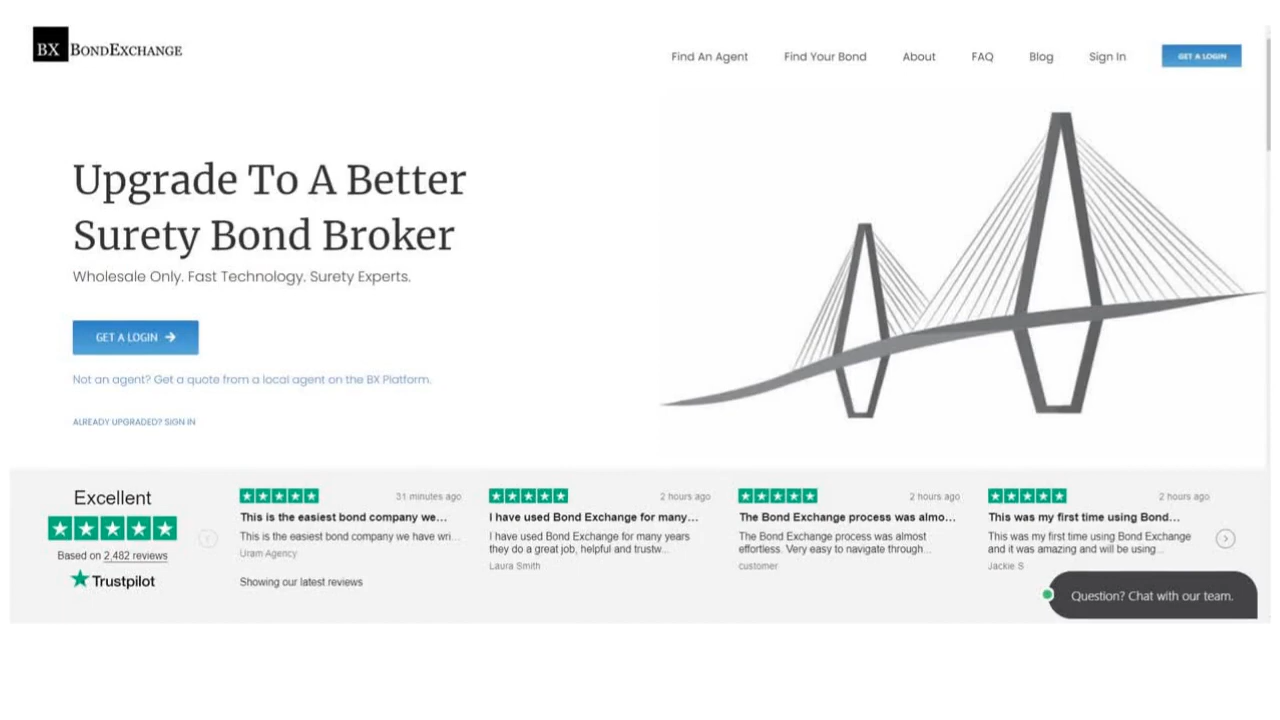 BX BONDEXCHANGE
Find An Agent Find Your Bond About FAQ Blog Sign In GET A LOGIN
Upgrade To A Better
Surety Bond Broker
Wholesale Only. Fast Technology. Surety Experts.
GET A LOGIN
Not an agent? Get a quote from a local agent on the BX Platform.
ALREADY UPGRADED? SIGN IN
Excellent
Based on 2,482 reviews
Trustpilot
31 minutes ago
This is the easiest bond company we...
This is the easiest bond company we have wri...
Uram Agency
2 hours ago
I have used Bond Exchange for many...
I have used Bond Exchange for many years
they do a great job, helpful and trustw...
Laura Smith
2 hours ago
The Bond Exchange process was almo...
The Bond Exchange process was almost
effortless. Very easy to navigate through...
customer
2 hours ago
This was my first time using Bond...
This was my first time using Bond Exchange
and it was amazing and will be using...
Jackie S
Showing our latest reviews
Question? Chat with our team.